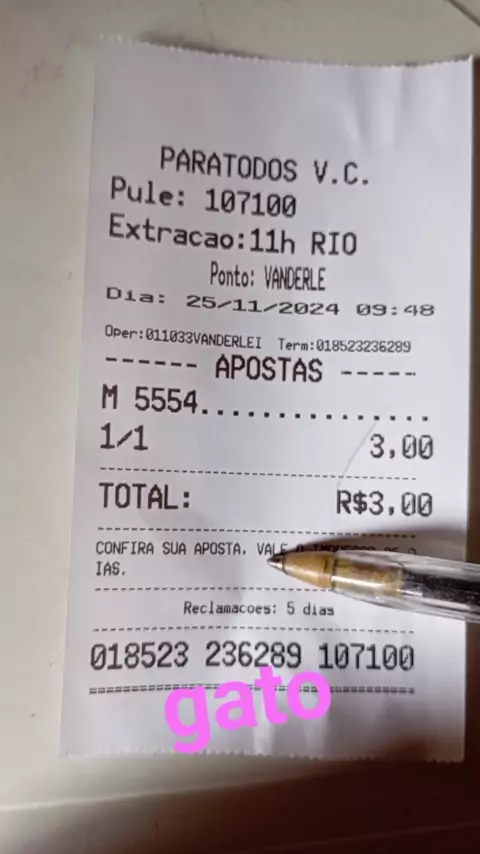 PARATODOS V.C.
Pule: 107100
Extracao:11h RIO
Ponto: VANDERLE
Dia: 25/11/2024 09:48
Oper:011033VANDERLEI Term:018523236289
------ APOSTAS -----
M 5554...............
1/1 3,00
TOTAL: R$3,00
CONFIRA SUA APOSTA. VALE O IMPRESSO
IAS.
Reclamacoes: 5 dias
018523 236289 107100
gato